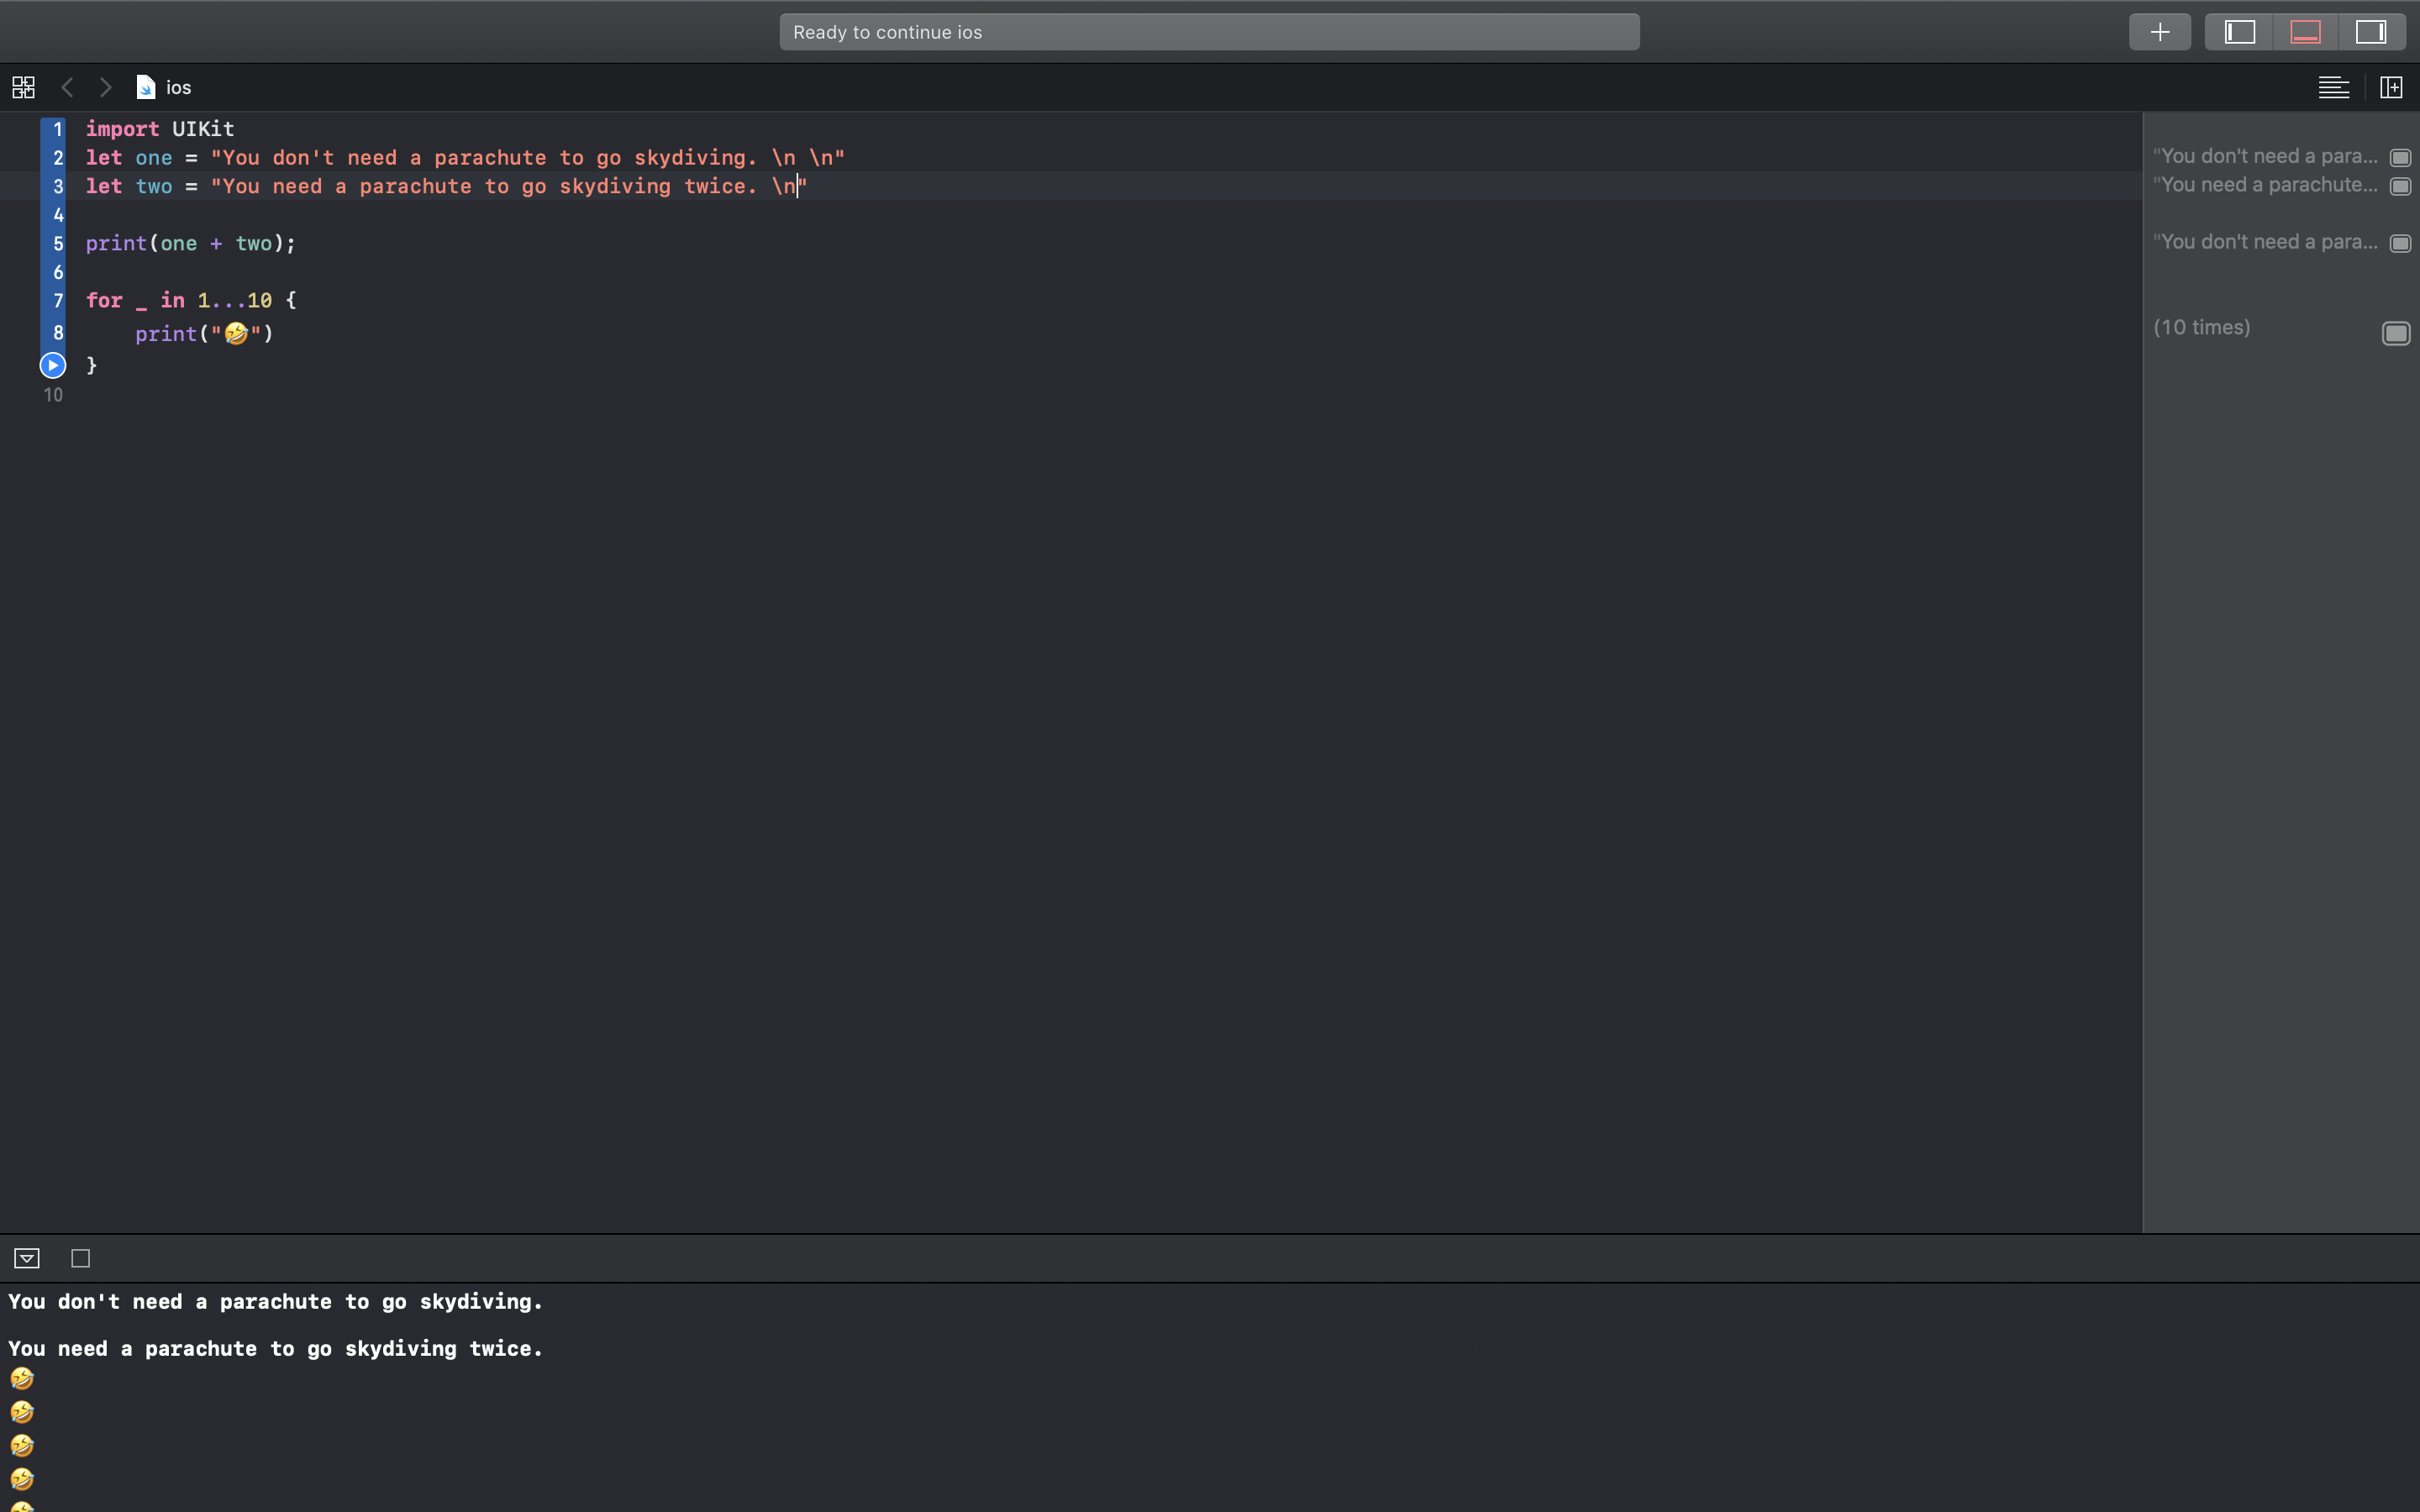 Ready to continue ios
ios
1 import UIKit
2 let one = "You don't need a parachute to go skydiving. \n \n"
3 let two = "You need a parachute to go skydiving twice. \n"
4
5 print(one + two);
6
7 for _ in 1...10 {
8     print("🤣")
}
10
"You don't need a para...
"You need a parachute...
"You don't need a para...
(10 times)
You don't need a parachute to go skydiving.
You need a parachute to go skydiving twice.
🤣
🤣
🤣
🤣
🤣